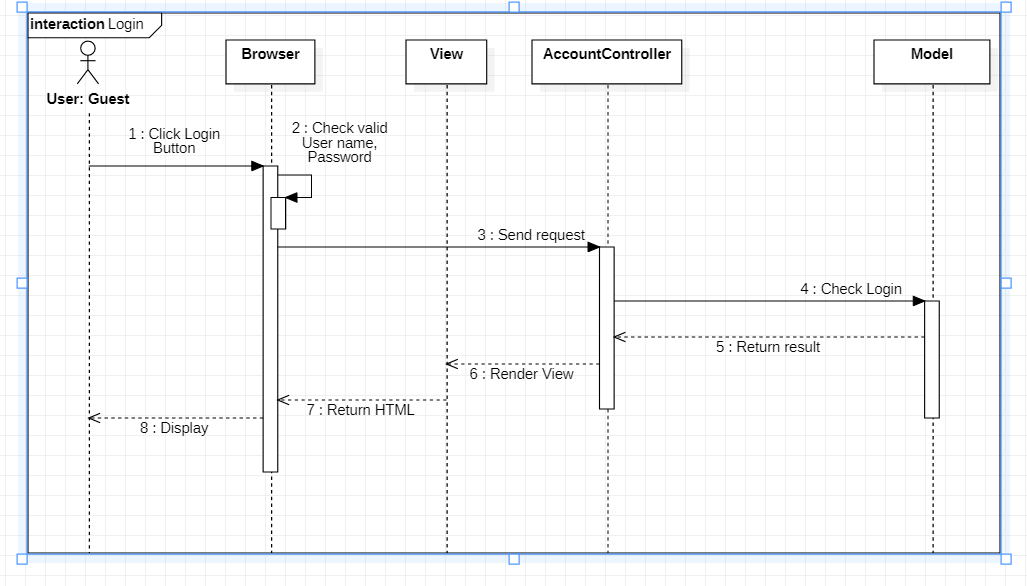 interaction Login
User: Guest
Browser
View
AccountController
Model
1 : Click Login
Button
2 : Check valid
User name,
Password
3 : Send request
4 : Check Login
5 : Return result
6 : Render View
7 : Return HTML
8 : Display